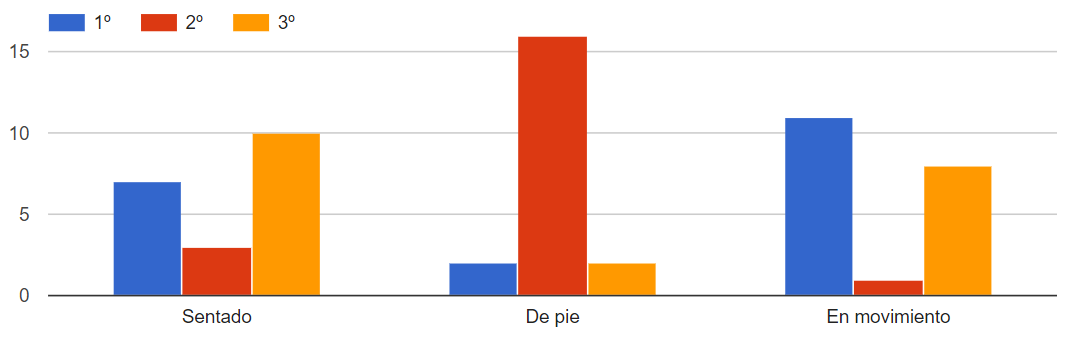 1º 2º 3º
15
10
5
0
Sentado De pie En movimiento